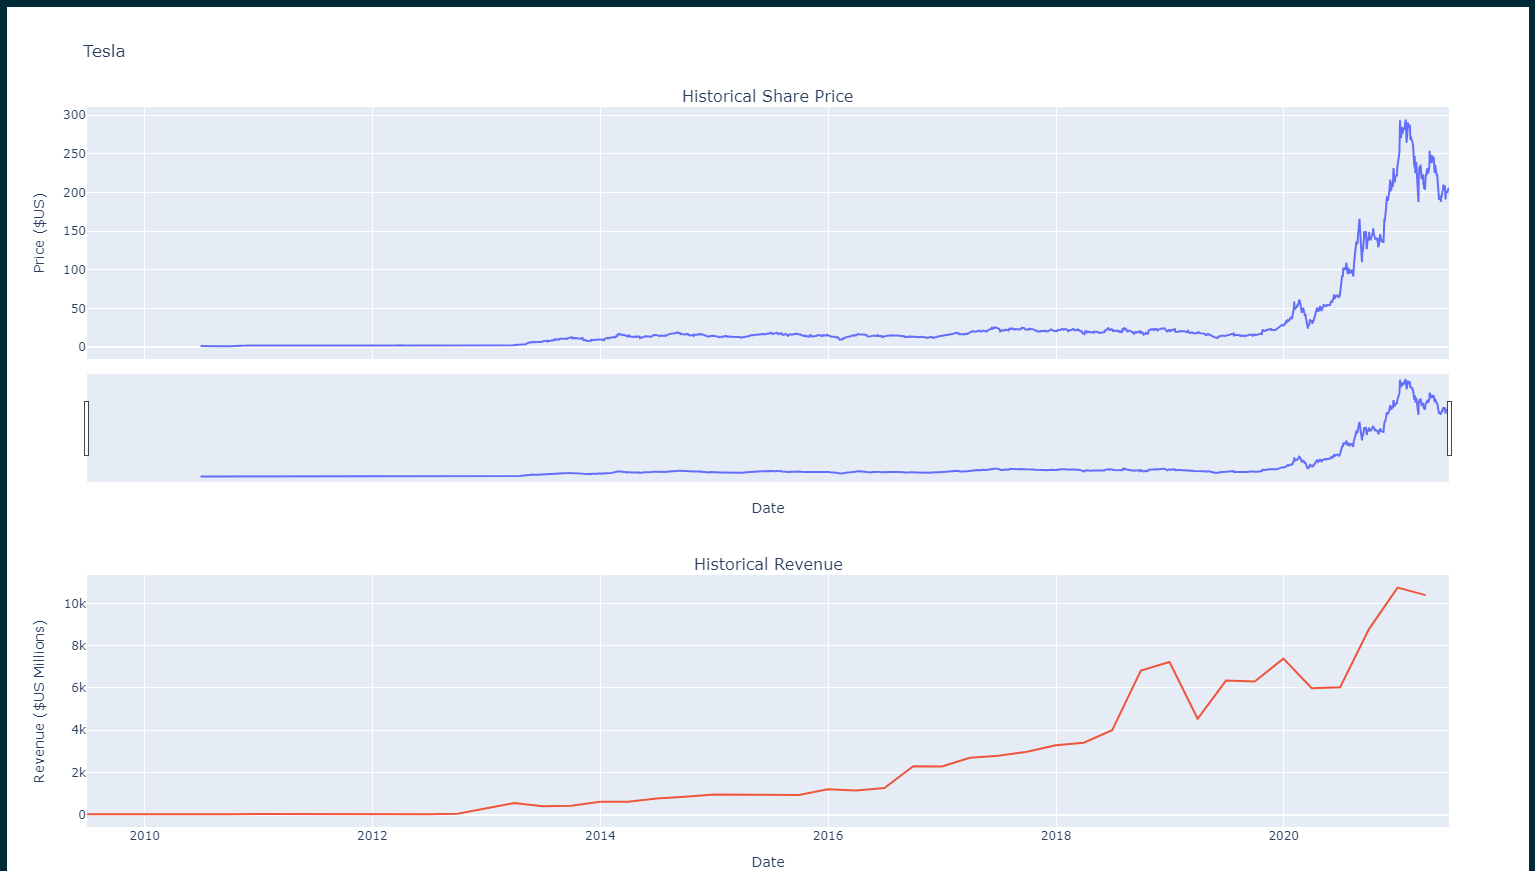 Tesla
Historical Share Price
300
250
200
150
100
50
0
Price ($US)
Date
Historical Revenue
10k
8k
6k
4k
2k
0
Revenue ($US Millions)
2010 2012 2014 2016 2018 2020
Date